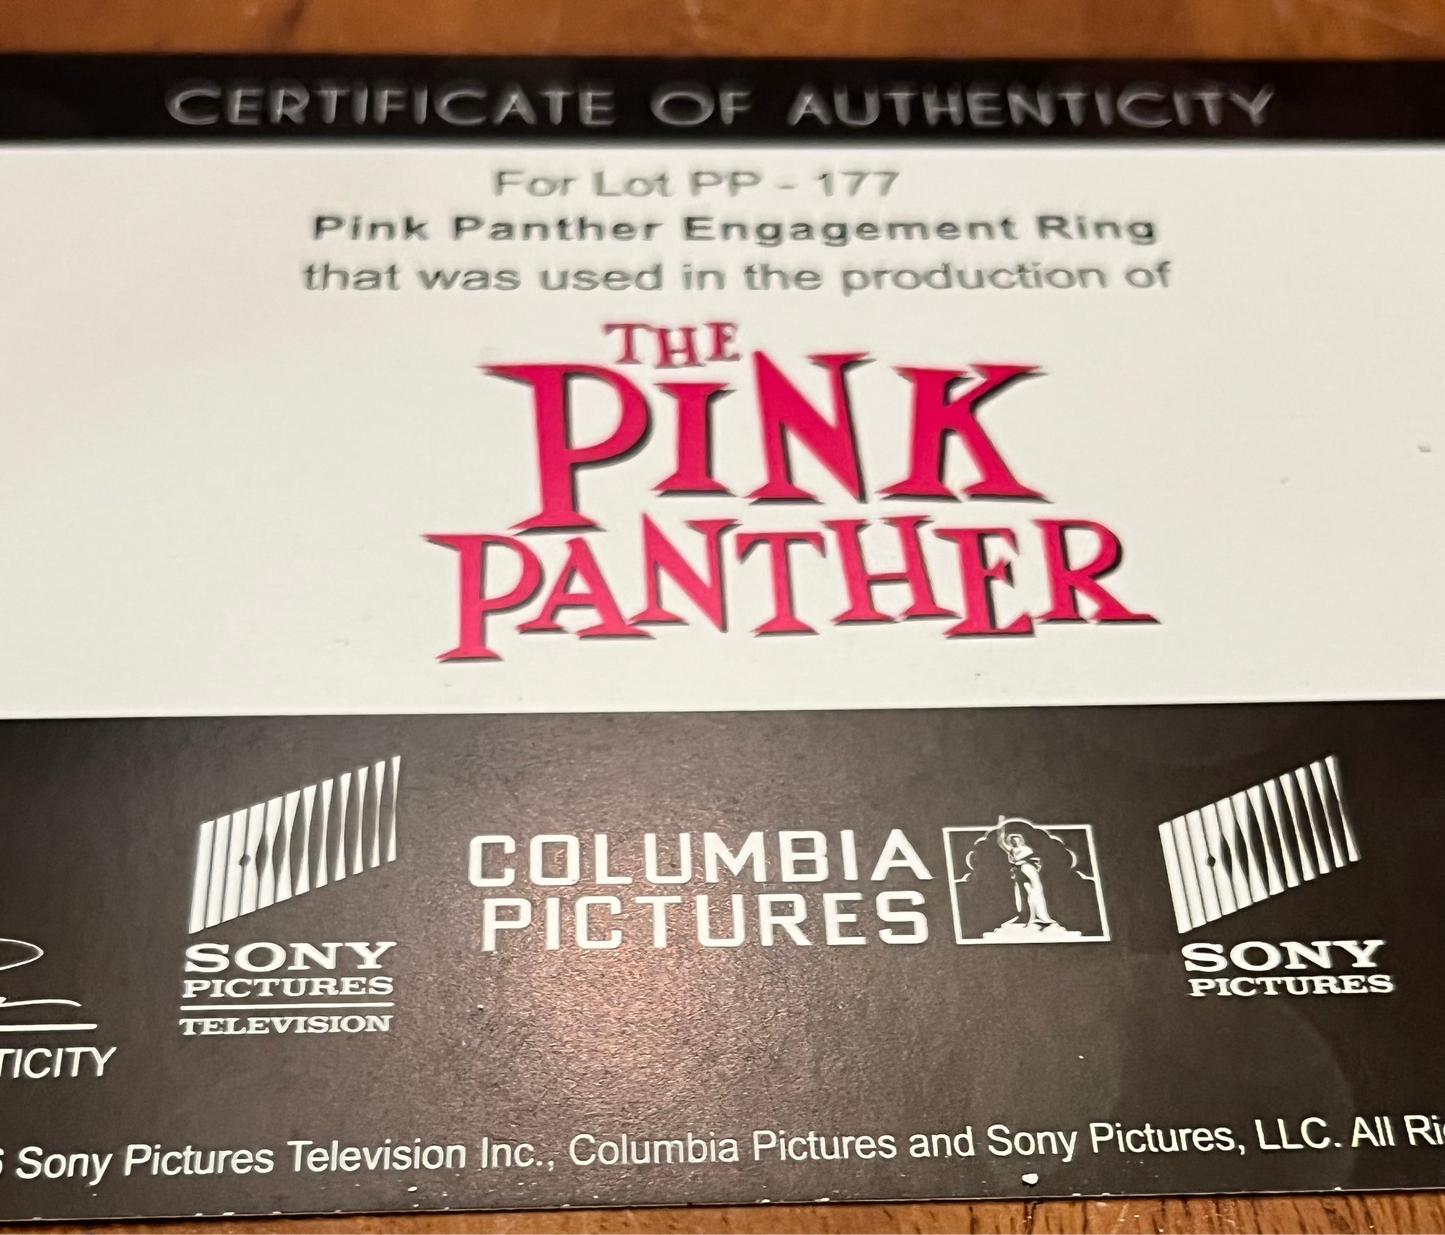 CERTIFICATE OF AUTHENTICITY
For Lot PP - 177
Pink Panther Engagement Ring
that was used in the production of
THE
PINK
PANTHER
SONY
PICTURES
TELEVISION
COLUMBIA
PICTURES
SONY
PICTURES
TICITY
Sony Pictures Television Inc., Columbia Pictures and Sony Pictures, LLC. All Ri